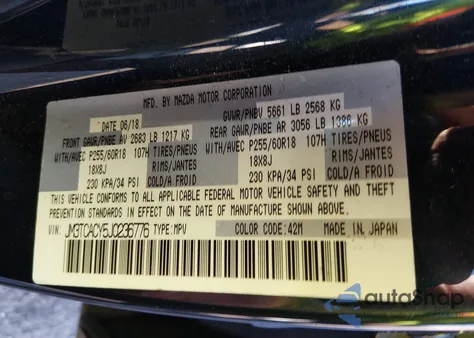 MFD. BY MAZDA MOTOR CORPORATION
DATE 06/18
GVWR/PNBV 5661 LB 2568 KG
FRONT GAWR/PNBE AV 2683 LB 1217 KG
REAR GAWR/PNBE AR 3056 LB 1386 KG
WITH/AVEC P255/60R18 107H TIRES/PNEUS
WITH/AVEC P255/60R18 107H TIRES/PNEUS
18X8J RIMS/JANTES
18X8J RIMS/JANTES
230 KPA/34 PSI COLD/A FROID
230 KPA/34 PSI COLD/A FROID
THIS VEHICLE CONFORMS TO ALL APPLICABLE FEDERAL MOTOR VEHICLE SAFETY AND THEFT
PREVENTION STANDARDS IN EFFECT ON THE DATE OF MANUFACTURE SHOWN ABOVE.
VIN: JM3TCACY5J0236776 TYPE:MPV COLOR CODE:42M MADE IN JAPAN
autoSnap